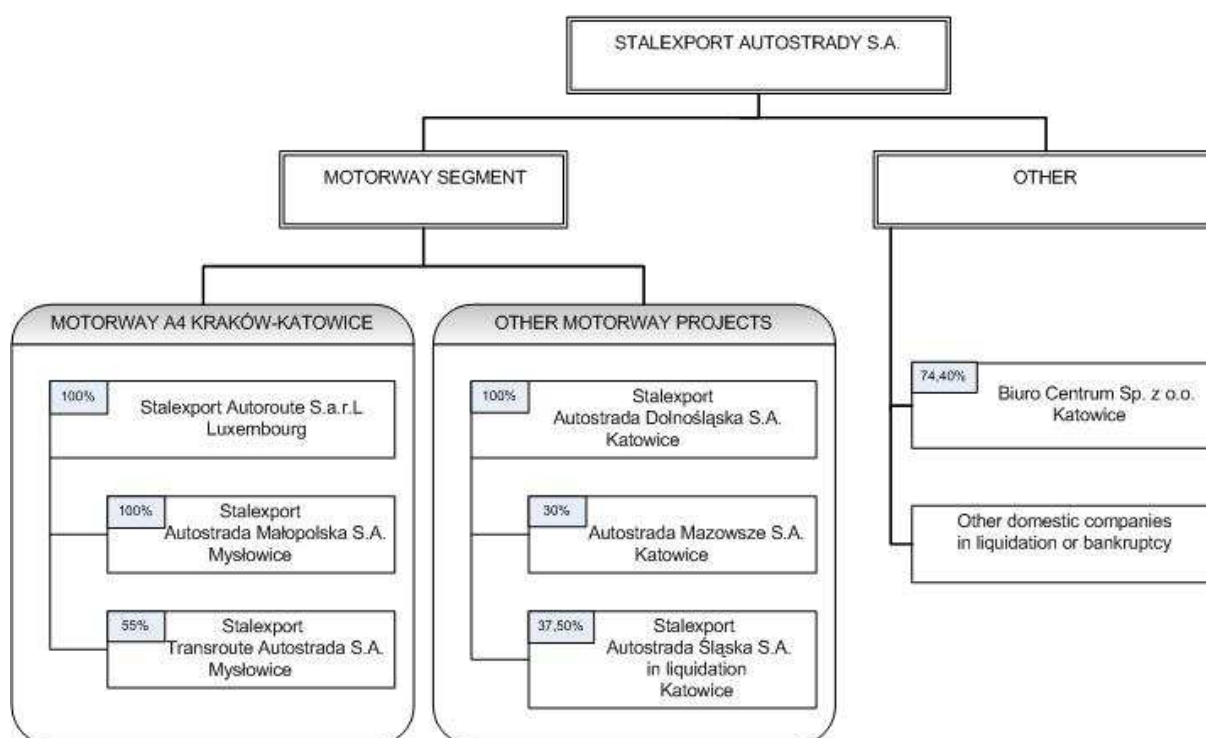 STALEXPORT AUTOSTRADY S.A.
MOTORWAY SEGMENT
OTHER
MOTORWAY A4 KRAKÓW-KATOWICE
100%
Stalexport Autoroute S.a.r.L
Luxembourg
100%
Stalexport
Autostrada Małopolska S.A.
Mysłowice
55%
Stalexport
Transroute Autostrada S.A.
Mysłowice
OTHER MOTORWAY PROJECTS
100%
Stalexport
Autostrada Dolnośląska S.A.
Katowice
30%
Autostrada Mazowsze S.A.
Katowice
37,50%
Stalexport
Autostrada Śląska S.A.
in liquidation
Katowice
74,40%
Biuro Centrum Sp. z o.o.
Katowice
Other domestic companies
in liquidation or bankruptcy